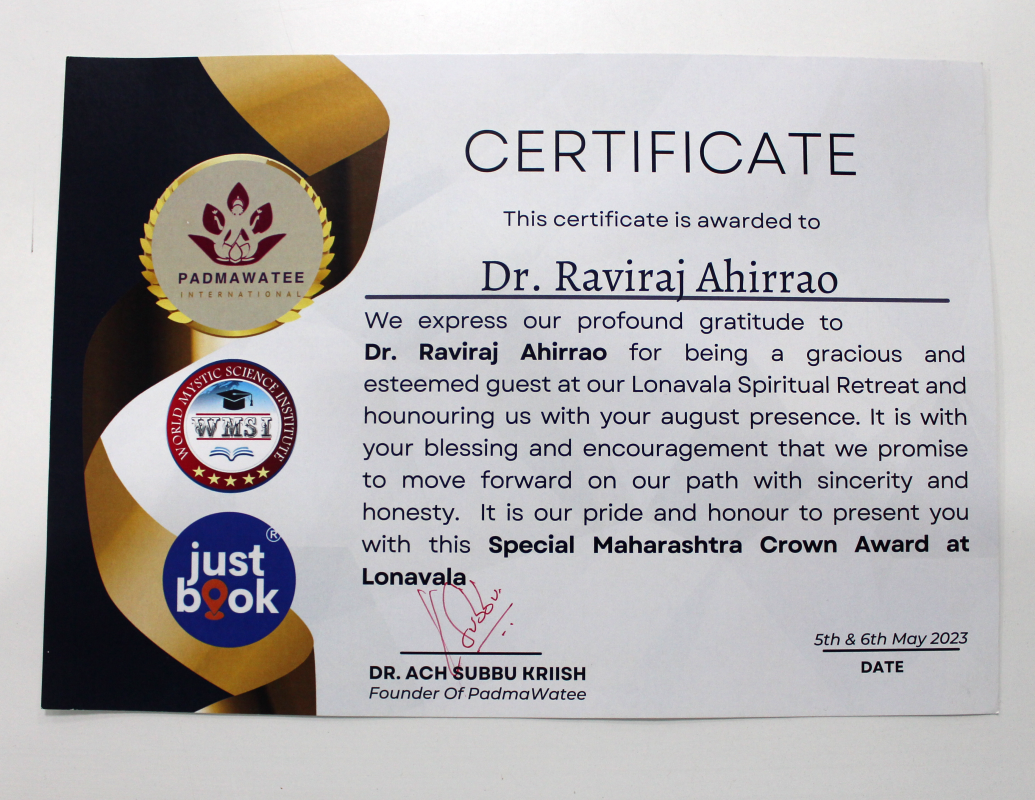 CERTIFICATE
This certificate is awarded to
Dr. Raviraj Ahirrao
We express our profound gratitude to
Dr. Raviraj Ahirrao for being a gracious and
esteemed guest at our Lonavala Spiritual Retreat and
hounouring us with your august presence. It is with
your blessing and encouragement that we promise
to move forward on our path with sincerity and
honesty. It is our pride and honour to present you
with this Special Maharashtra Crown Award at
Lonavala
Subbu
DR. ACH SUBBU KRIISH
Founder Of PadmaWatee
5th & 6th May 2023
DATE
PADMAWATEE
INTERNATIONAL
WORLD MYSTIC SCIENCE INSTITUTE
WMSI
just
book
®